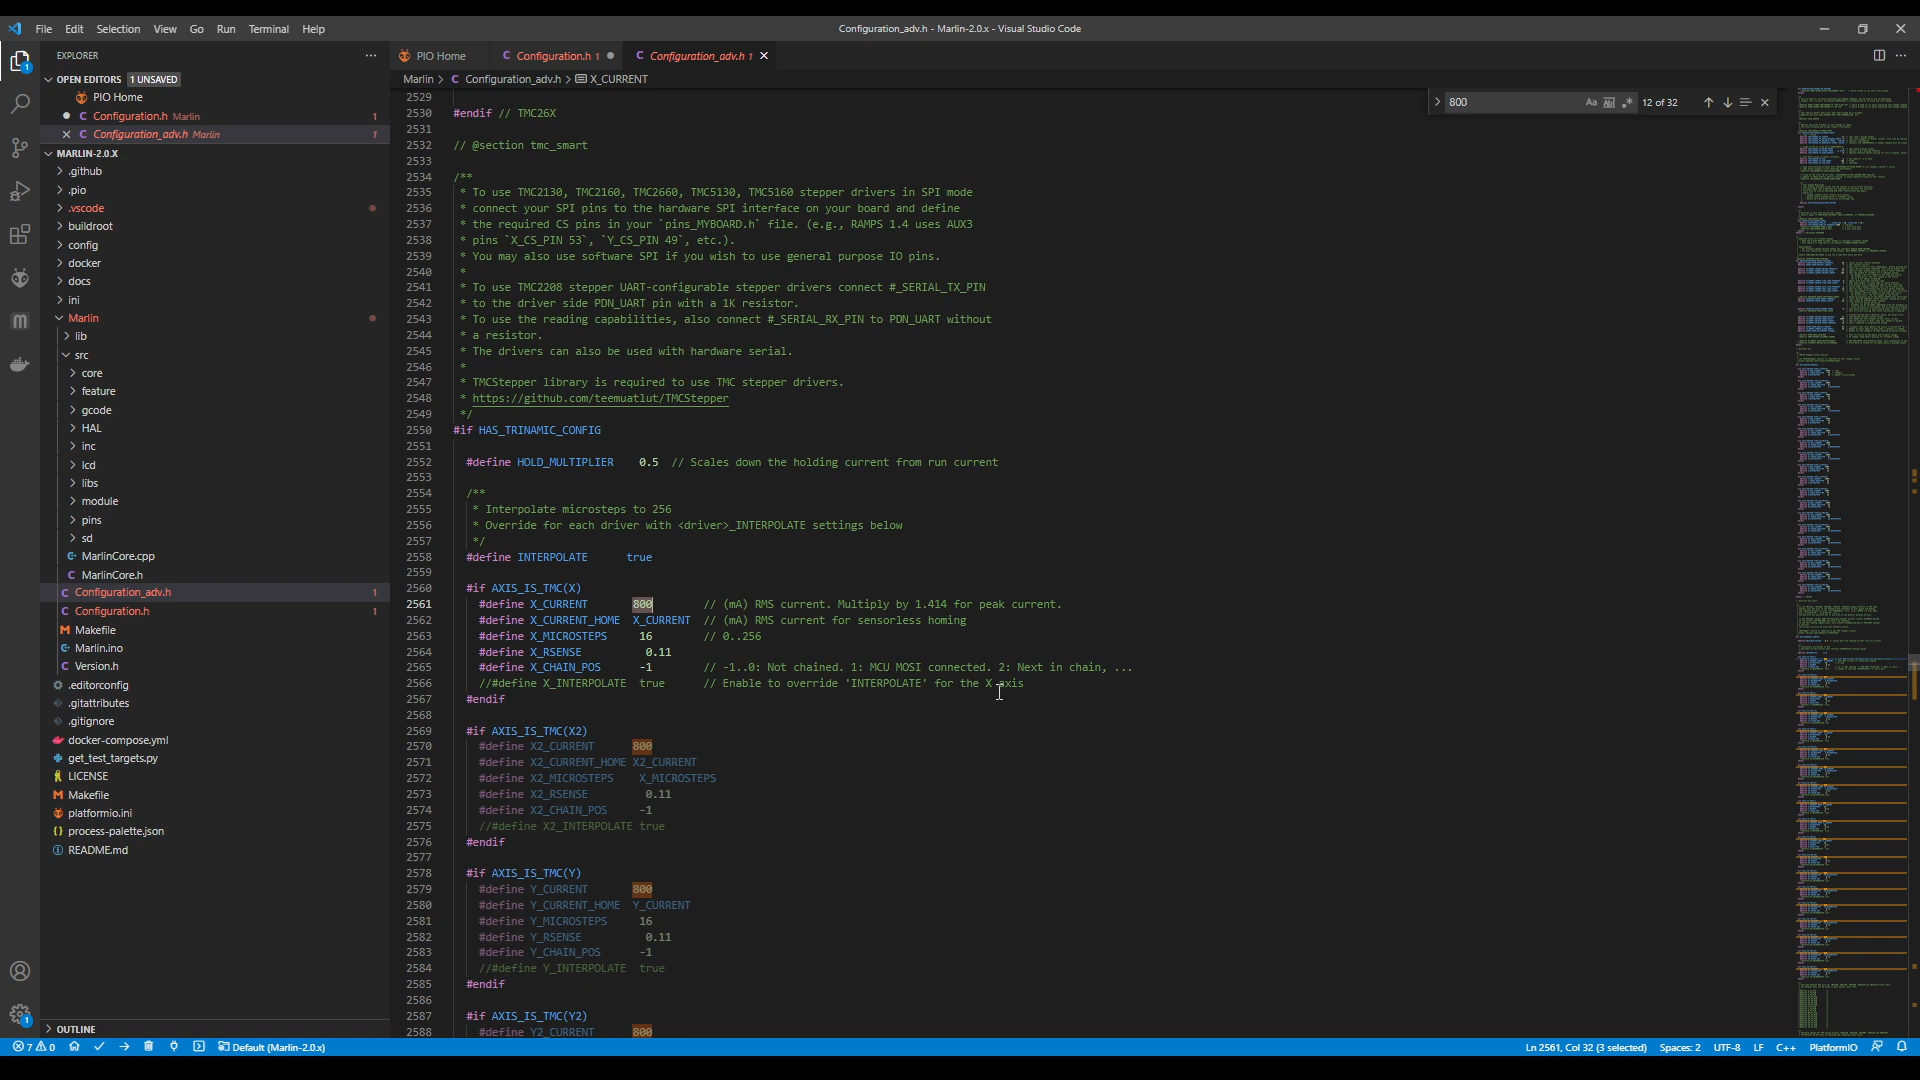 File Edit Selection View Go Run Terminal Help
Configuration_adv.h - Marlin-2.0.x - Visual Studio Code
EXPLORER
PIO Home
C Configuration.h 1
C Configuration_adv.h 1
OPEN EDITORS 1 UNSAVED
Marlin > C Configuration_adv.h > X_CURRENT
PIO Home
C Configuration.h Marlin 1
C Configuration_adv.h Marlin 1
MARLIN-2.0.X
.github
.pio
.vscode
buildroot
config
docker
docs
ini
Marlin
lib
src
core
feature
gcode
HAL
inc
lcd
libs
module
pins
sd
MarlinCore.cpp
C MarlinCore.h
C Configuration_adv.h 1
C Configuration.h 1
M Makefile
Marlin.ino
C Version.h
.editorconfig
.gitattributes
.gitignore
docker-compose.yml
get_test_targets.py
LICENSE
M Makefile
platformio.ini
{} process-palette.json
README.md
OUTLINE
800 Aa Abl .* 12 of 32
2529
2530 #endif // TMC26X
2531
2532 // @section tmc_smart
2533
2534 /**
2535 * To use TMC2130, TMC2160, TMC2660, TMC5130, TMC5160 stepper drivers in SPI mode
2536 * connect your SPI pins to the hardware SPI interface on your board and define
2537 * the required CS pins in your `pins_MYBOARD.h` file. (e.g., RAMPS 1.4 uses AUX3
2538 * pins `X_CS_PIN 53`, `Y_CS_PIN 49`, etc.).
2539 * You may also use software SPI if you wish to use general purpose IO pins.
2540 *
2541 * To use TMC2208 stepper UART-configurable stepper drivers connect #_SERIAL_TX_PIN
2542 * to the driver side PDN_UART pin with a 1K resistor.
2543 * To use the reading capabilities, also connect #_SERIAL_RX_PIN to PDN_UART without
2544 * a resistor.
2545 * The drivers can also be used with hardware serial.
2546 *
2547 * TMCStepper library is required to use TMC stepper drivers.
2548 * https://github.com/teemuatlut/TMCStepper
2549 */
2550 #if HAS_TRINAMIC_CONFIG
2551
2552 #define HOLD_MULTIPLIER 0.5 // Scales down the holding current from run current
2553
2554 /**
2555 * Interpolate microsteps to 256
2556 * Override for each driver with <driver>_INTERPOLATE settings below
2557 */
2558 #define INTERPOLATE true
2559
2560 #if AXIS_IS_TMC(X)
2561 #define X_CURRENT 800 // (mA) RMS current. Multiply by 1.414 for peak current.
2562 #define X_CURRENT_HOME X_CURRENT // (mA) RMS current for sensorless homing
2563 #define X_MICROSTEPS 16 // 0..256
2564 #define X_RSENSE 0.11
2565 #define X_CHAIN_POS -1 // -1..0: Not chained. 1: MCU MOSI connected. 2: Next in chain, ...
2566 //#define X_INTERPOLATE true // Enable to override 'INTERPOLATE' for the X axis
2567 #endif
2568
2569 #if AXIS_IS_TMC(X2)
2570 #define X2_CURRENT 800
2571 #define X2_CURRENT_HOME X2_CURRENT
2572 #define X2_MICROSTEPS X_MICROSTEPS
2573 #define X2_RSENSE 0.11
2574 #define X2_CHAIN_POS -1
2575 //#define X2_INTERPOLATE true
2576 #endif
2577
2578 #if AXIS_IS_TMC(Y)
2579 #define Y_CURRENT 800
2580 #define Y_CURRENT_HOME Y_CURRENT
2581 #define Y_MICROSTEPS 16
2582 #define Y_RSENSE 0.11
2583 #define Y_CHAIN_POS -1
2584 //#define Y_INTERPOLATE true
2585 #endif
2586
2587 #if AXIS_IS_TMC(Y2)
2588 #define Y2_CURRENT 800
7 0 Default (Marlin-2.0.x)
Ln 2561, Col 32 (3 selected) Spaces: 2 UTF-8 LF C++ PlatformIO